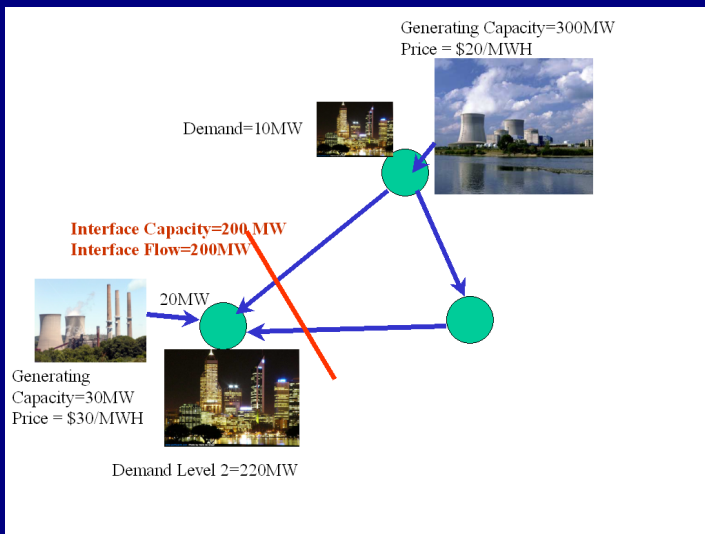 Generating Capacity=300MW
Price = $20/MWH
Demand=10MW
Interface Capacity=200 MW
Interface Flow=200MW
20MW
Generating
Capacity=30MW
Price = $30/MWH
Demand Level 2=220MW